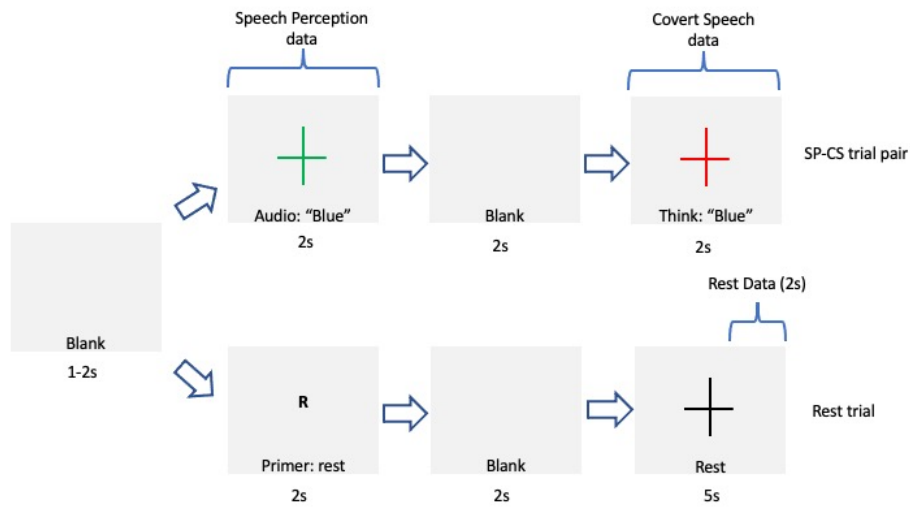 Speech Perception
data
Covert Speech
data
SP-CS trial pair
Audio: “Blue”
2s
Blank
2s
Think: “Blue”
2s
Blank
1-2s
Rest Data (2s)
R
Primer: rest
2s
Blank
2s
Rest
5s
Rest trial